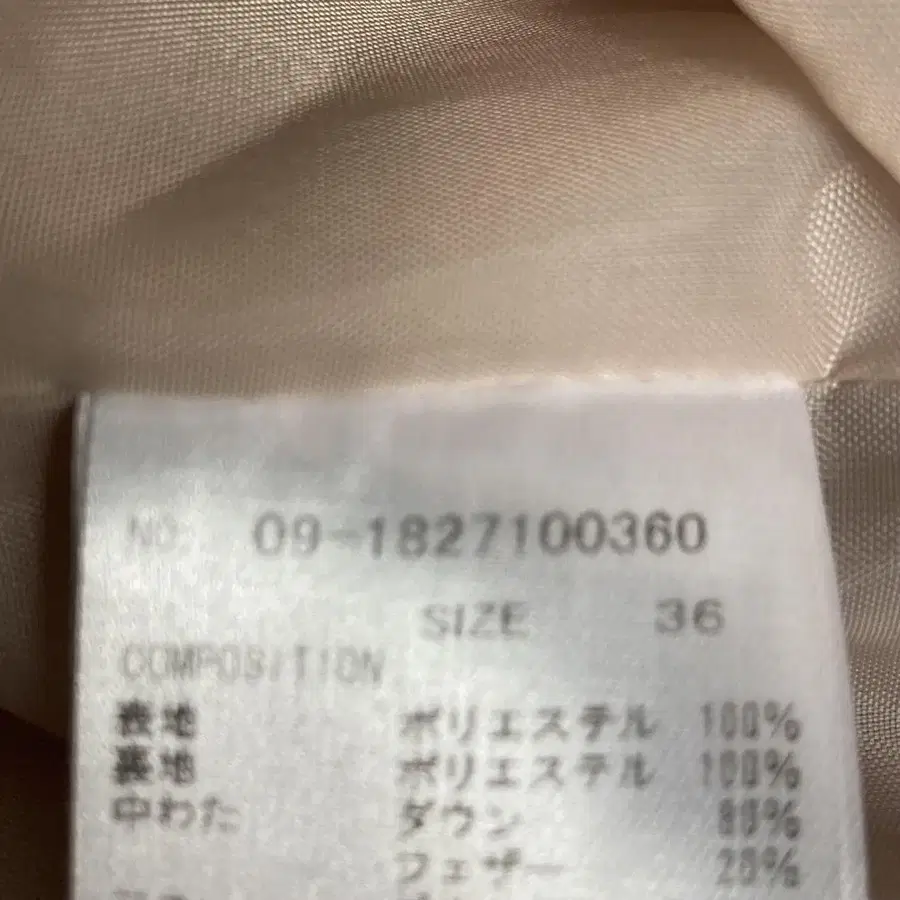 NO. 09-1827100360
SIZE 36
COMPOSITION
表地 ポリエステル 100%
裏地 ポリエステル 100%
中わた ダウン 80%
フェザー 20%